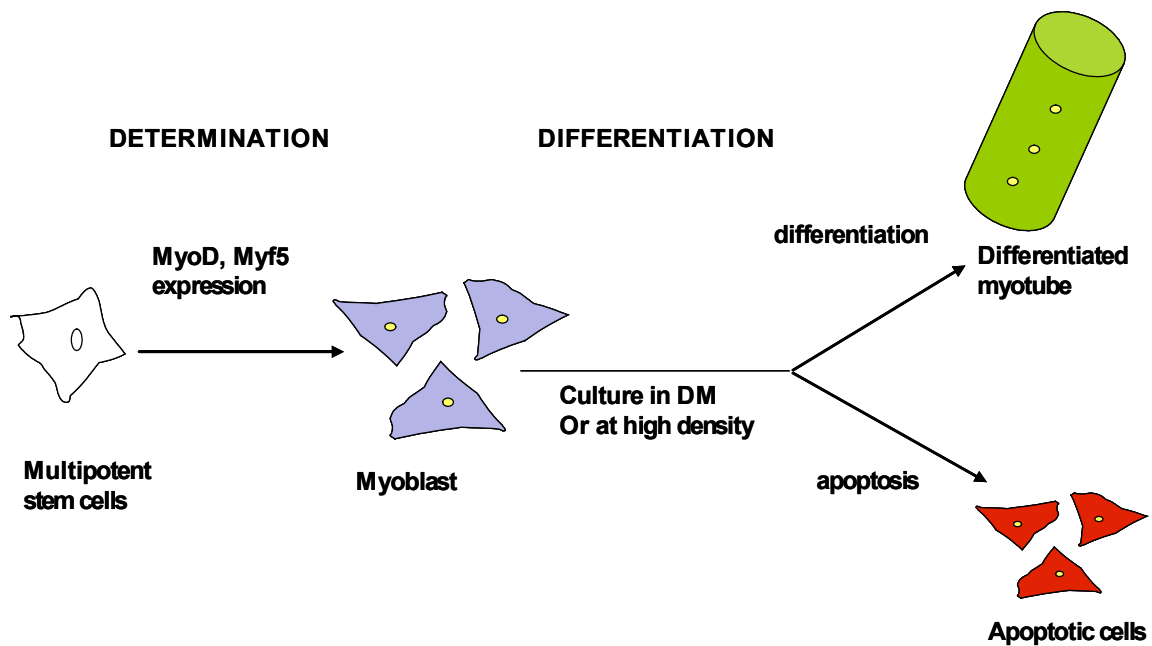 DETERMINATION
DIFFERENTIATION
MyoD, Myf5
expression
differentiation
Differentiated
myotube
Culture in DM
Or at high density
Multipotent
stem cells
Myoblast
apoptosis
Apoptotic cells